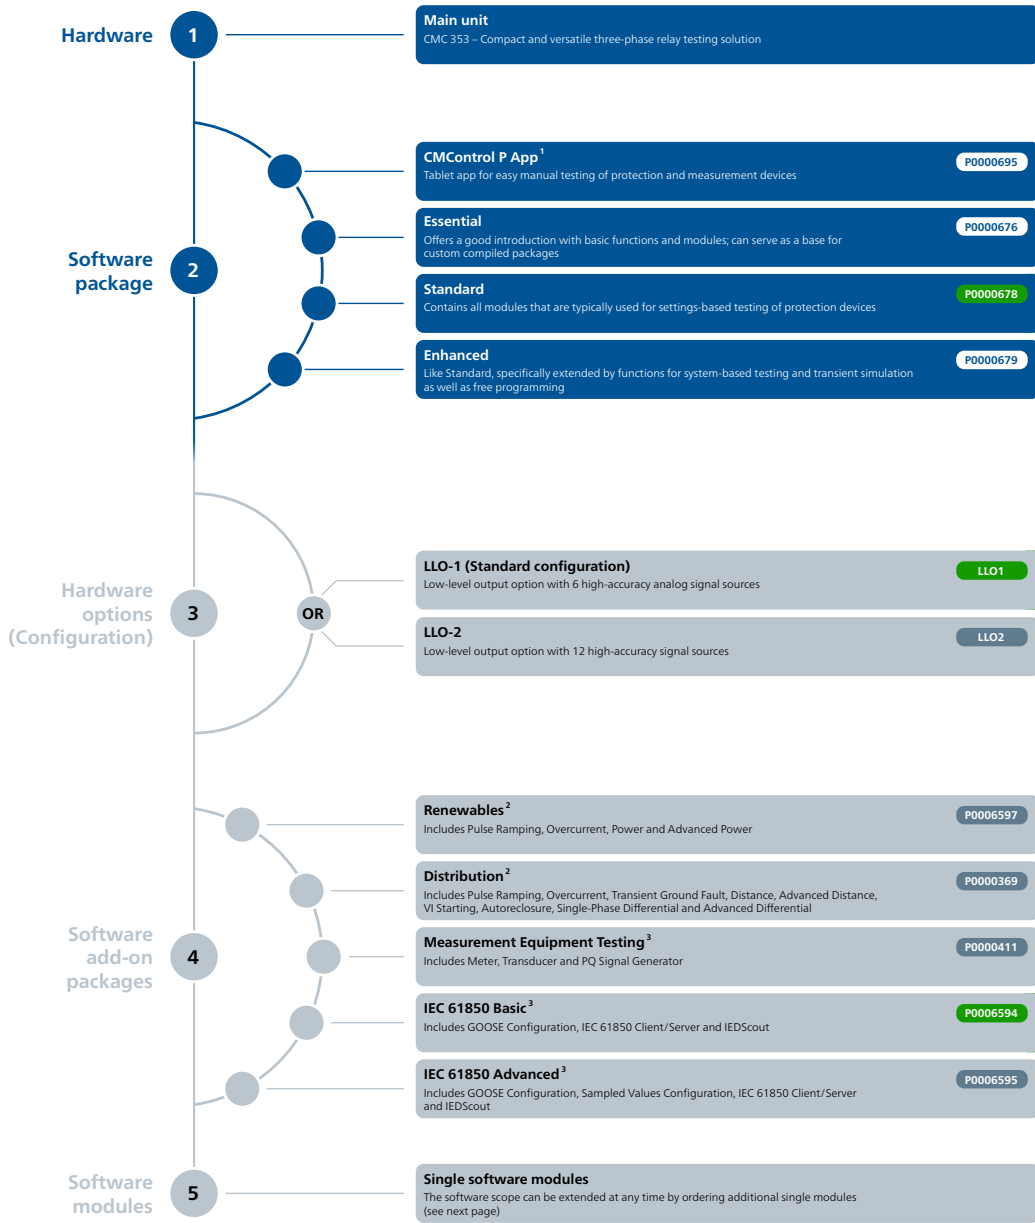 Hardware
1
Main unit
CMC 353 – Compact and versatile three-phase relay testing solution
Software
package
2
CMControl P App 1
P0000695
Tablet app for easy manual testing of protection and measurement devices
Essential
P0000676
Offers a good introduction with basic functions and modules; can serve as a base for
custom compiled packages
Standard
P0000678
Contains all modules that are typically used for settings-based testing of protection devices
Enhanced
P0000679
Like Standard, specifically extended by functions for system-based testing and transient simulation
as well as free programming
Hardware
options
(Configuration)
3
OR
LLO-1 (Standard configuration)
LLO1
Low-level output option with 6 high-accuracy analog signal sources
LLO-2
LLO2
Low-level output option with 12 high-accuracy signal sources
Software
add-on
packages
4
Renewables 2
P0006597
Includes Pulse Ramping, Overcurrent, Power and Advanced Power
Distribution 2
P0000369
Includes Pulse Ramping, Overcurrent, Transient Ground Fault, Distance, Advanced Distance,
VI Starting, Autoreclosure, Single-Phase Differential and Advanced Differential
Measurement Equipment Testing 3
P0000411
Includes Meter, Transducer and PQ Signal Generator
IEC 61850 Basic 3
P0006594
Includes GOOSE Configuration, IEC 61850 Client/Server and IEDScout
IEC 61850 Advanced 3
P0006595
Includes GOOSE Configuration, Sampled Values Configuration, IEC 61850 Client/Server
and IEDScout
Software
modules
5
Single software modules
The software scope can be extended at any time by ordering additional single modules
(see next page)